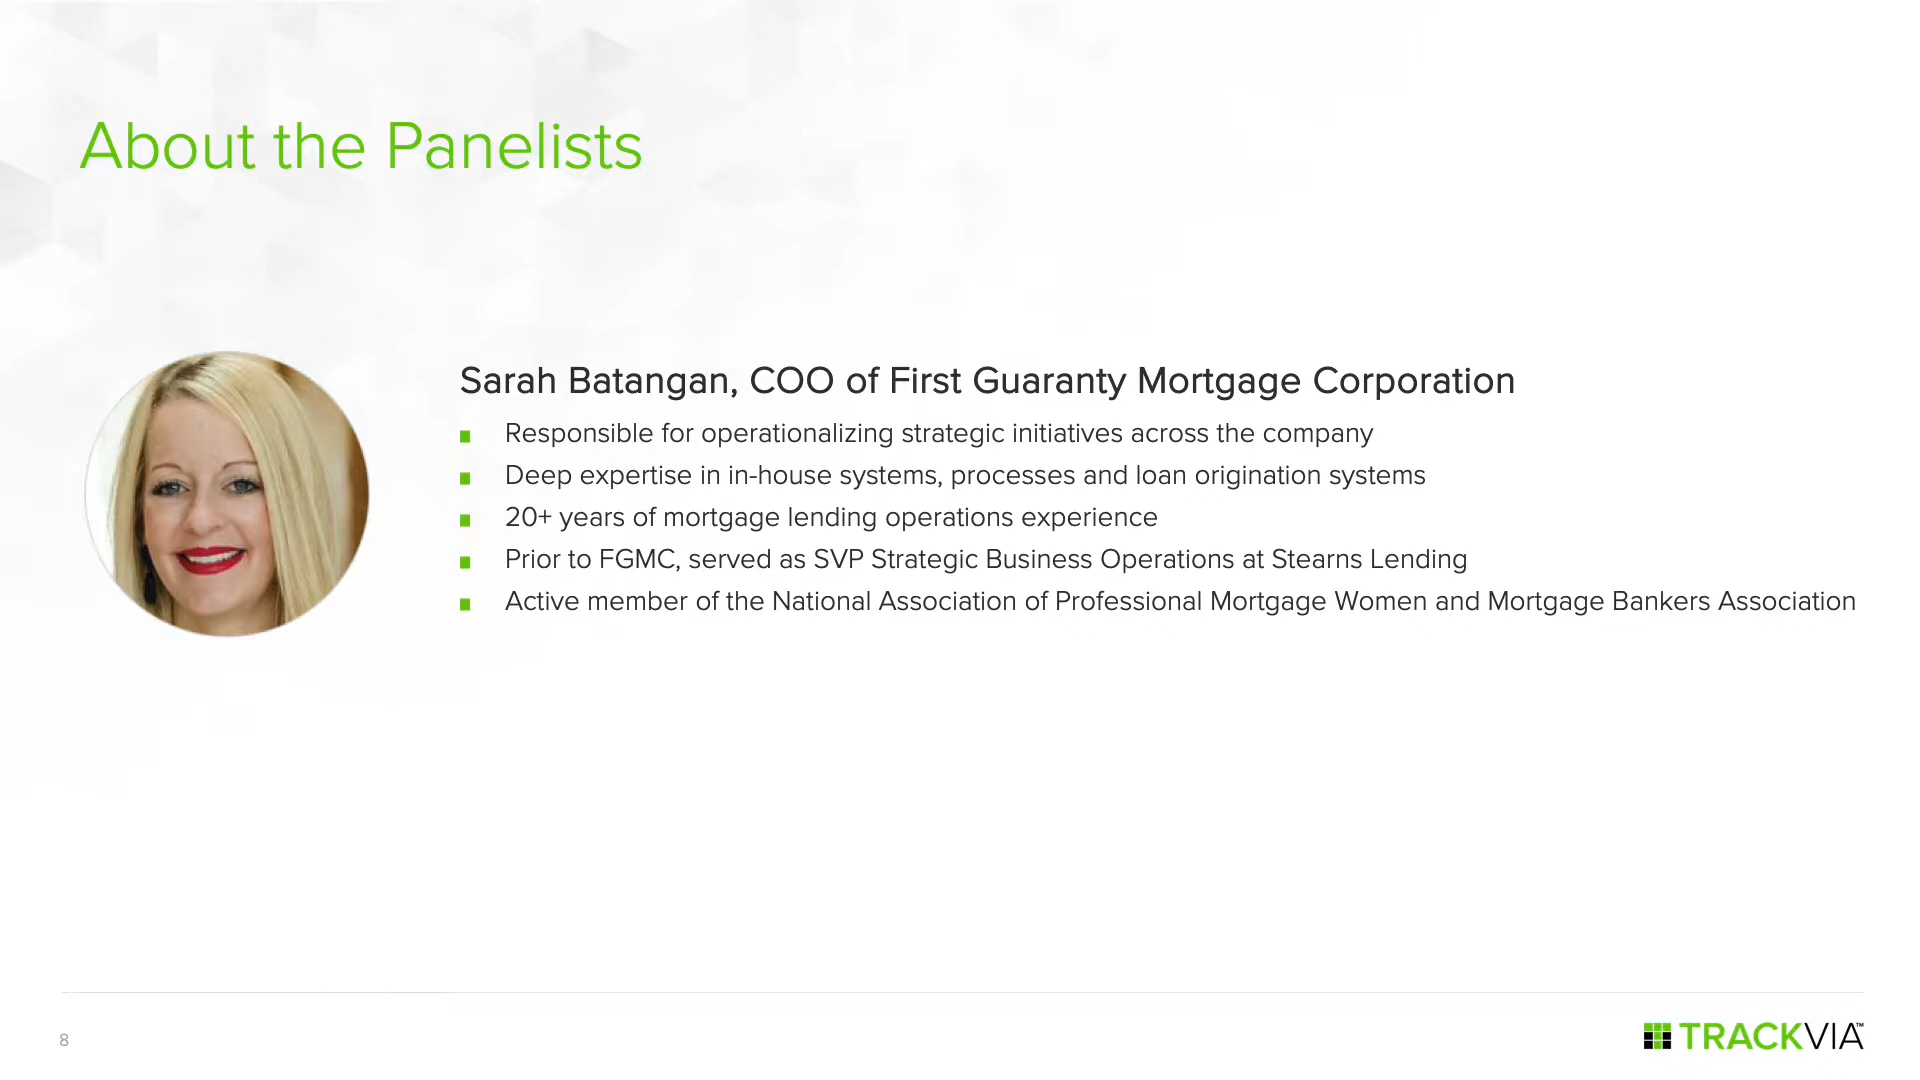 About the Panelists
Sarah Batangan, COO of First Guaranty Mortgage Corporation
Responsible for operationalizing strategic initiatives across the company
Deep expertise in in-house systems, processes and loan origination systems
20+ years of mortgage lending operations experience
Prior to FGMC, served as SVP Strategic Business Operations at Stearns Lending
Active member of the National Association of Professional Mortgage Women and Mortgage Bankers Association
8
TRACKVIA™